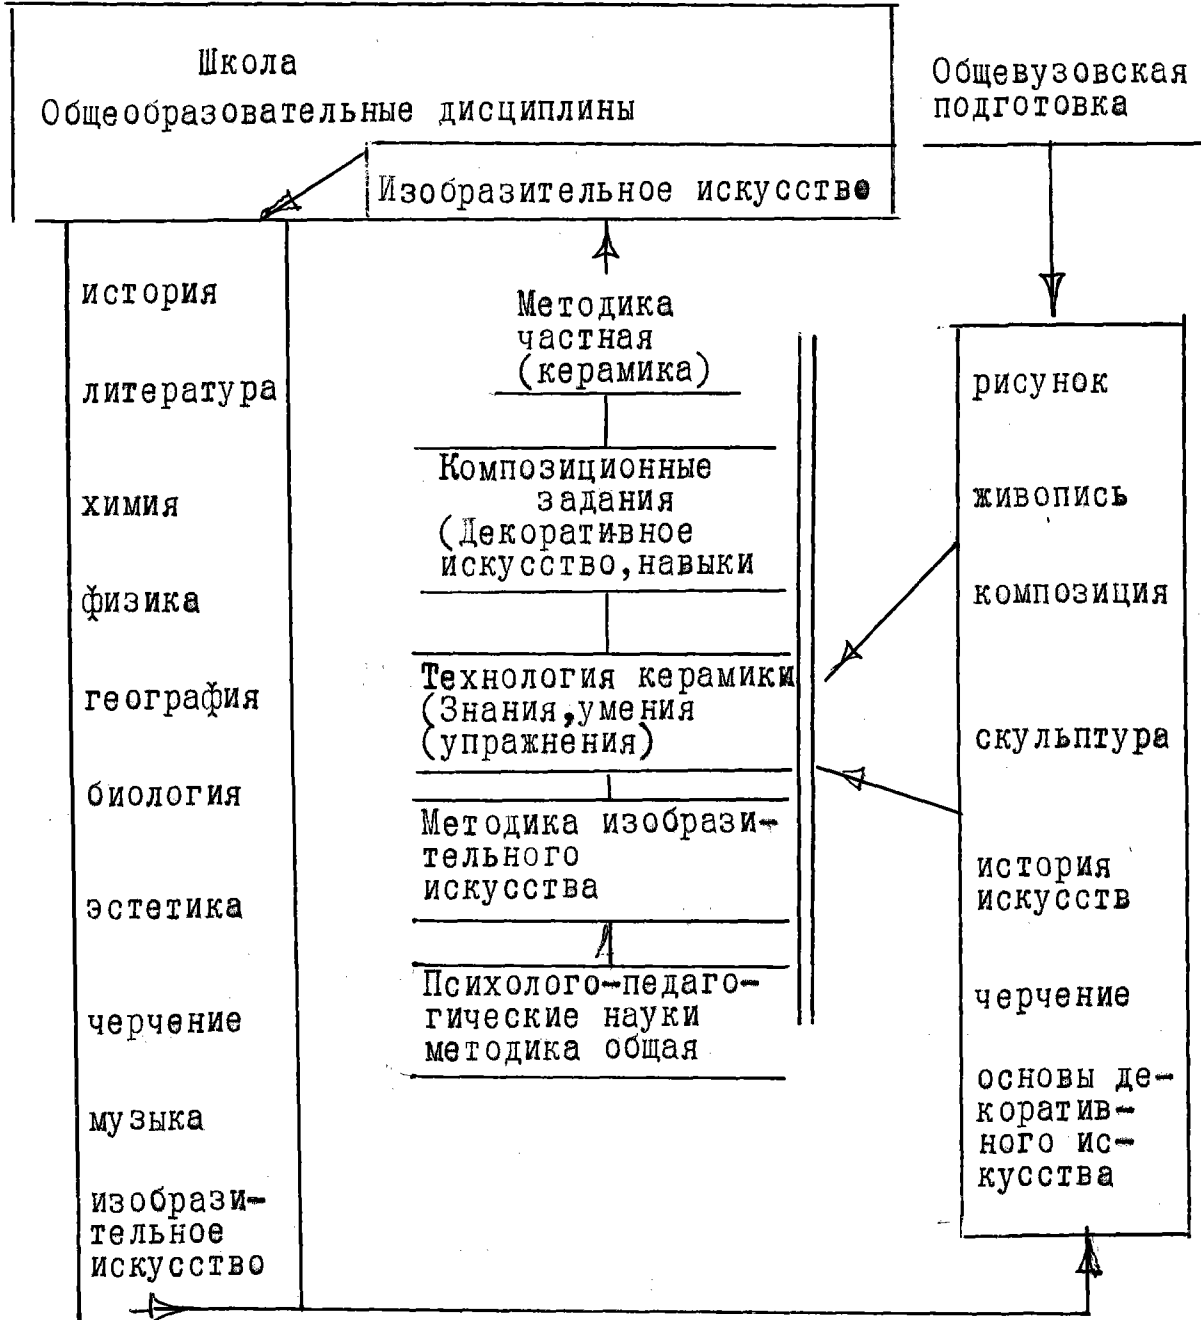 Школа
Общеобразовательные дисциплины
Изобразительное искусство
Общевузовская
подготовка
история
литература
химия
физика
география
биология
эстетика
черчение
музыка
изобрази-
тельное
искусство
Методика
частная
(керамика)
Композиционные
задания
(Декоративное
искусство, навыки
Технология керамики
(Знания, умения
(упражнения)
Методика изобрази-
тельного
искусства
Психолого-педаго-
гические науки
методика общая
рисунок
живопись
композиция
скульптура
история
искусств
черчение
основы де-
коратив-
ного ис-
кусства